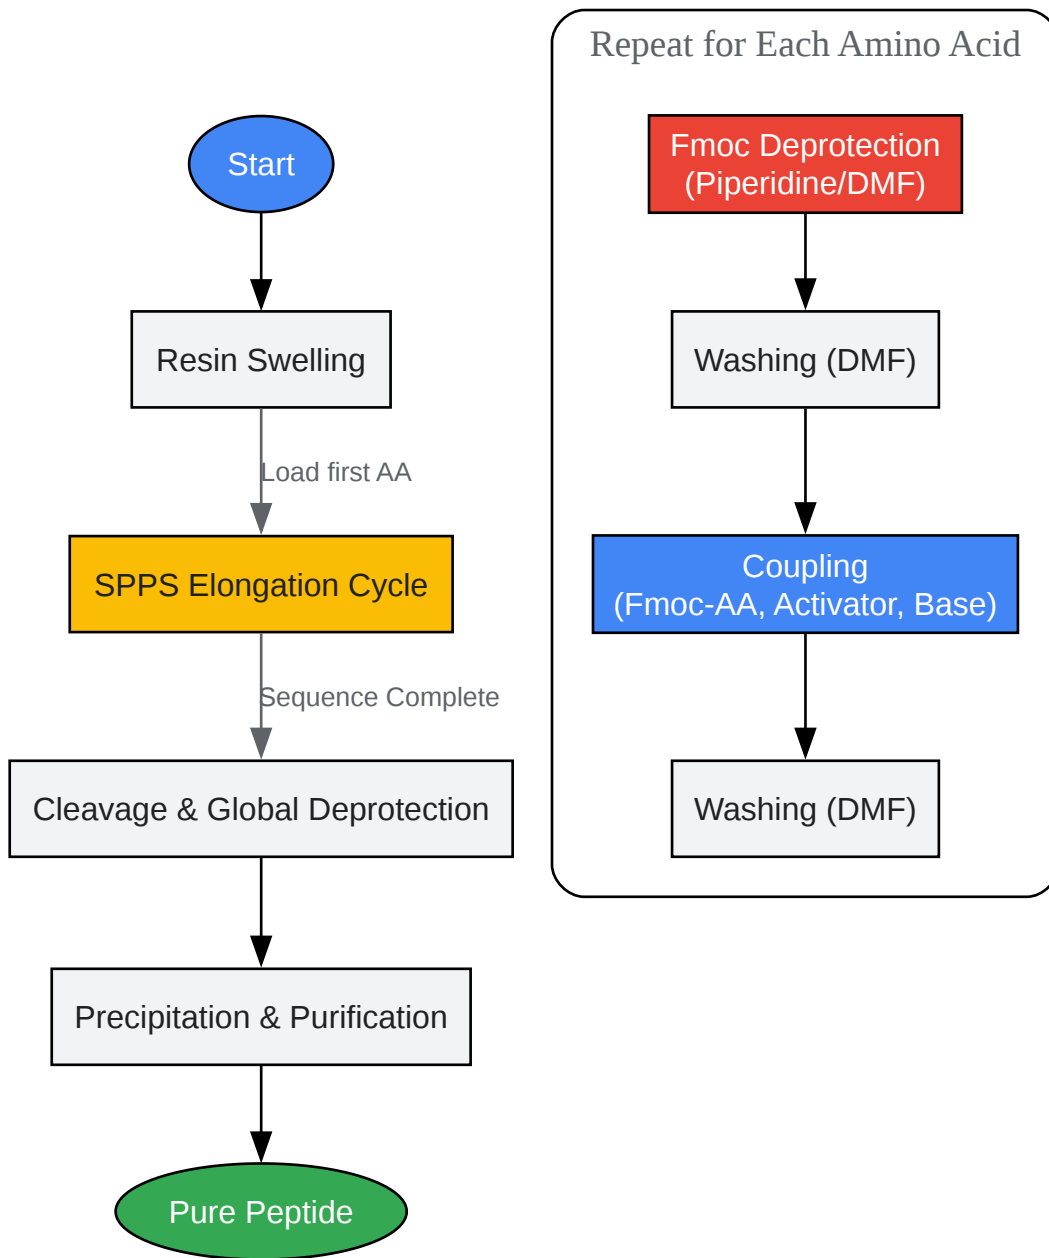 Start
Resin Swelling
Load first AA
SPPS Elongation Cycle
Sequence Complete
Cleavage & Global Deprotection
Precipitation & Purification
Pure Peptide
Repeat for Each Amino Acid
Fmoc Deprotection
(Piperidine/DMF)
Washing (DMF)
Coupling
(Fmoc-AA, Activator, Base)
Washing (DMF)